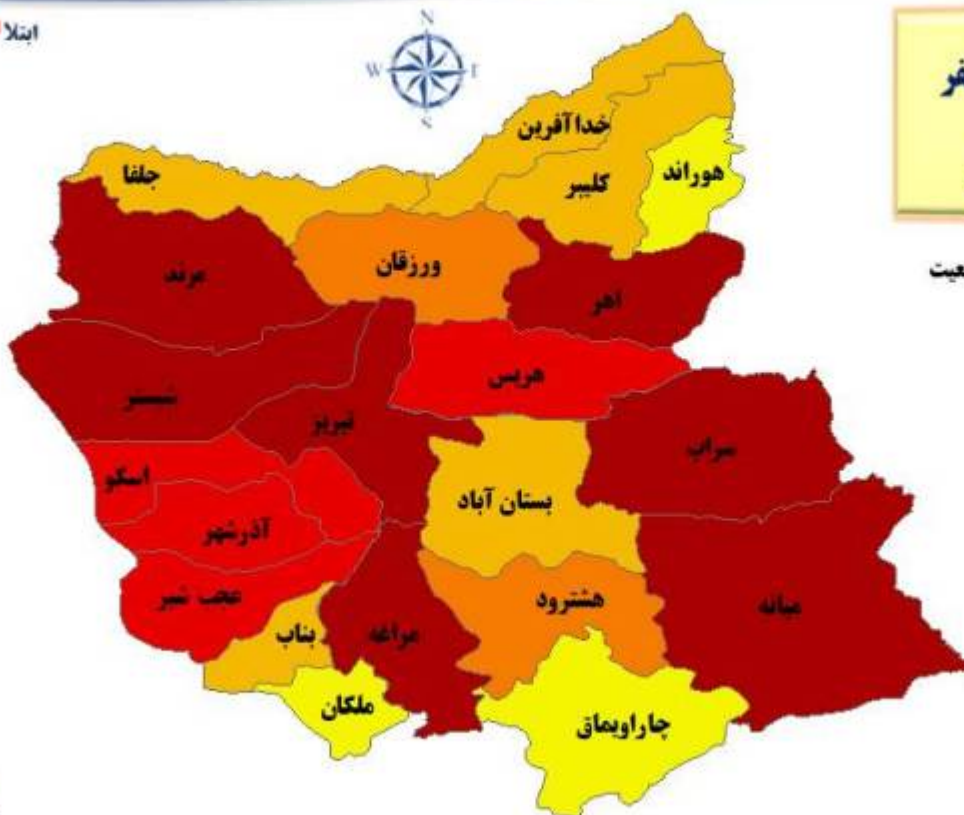 ابتلا
N
W
S
خداآفرین
کلیبر
هوراند
جلفا
ورزقان
مرند
اهر
هریس
شبستر
تبریز
سراب
اسکو
بستان آباد
آذرشهر
عجب شیر
هشترود
میانه
بناب
مراغه
ملکان
چاراویماق